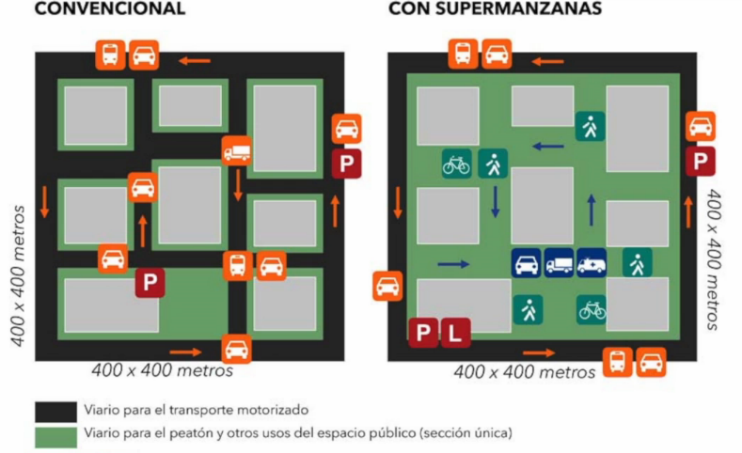 CONVENCIONAL
CON SUPERMANZANAS
P
P
P
P L
400 x 400 metros
400 x 400 metros
400 x 400 metros
400 x 400 metros
Viario para el transporte motorizado
Viario para el peatón y otros usos del espacio público (sección única)